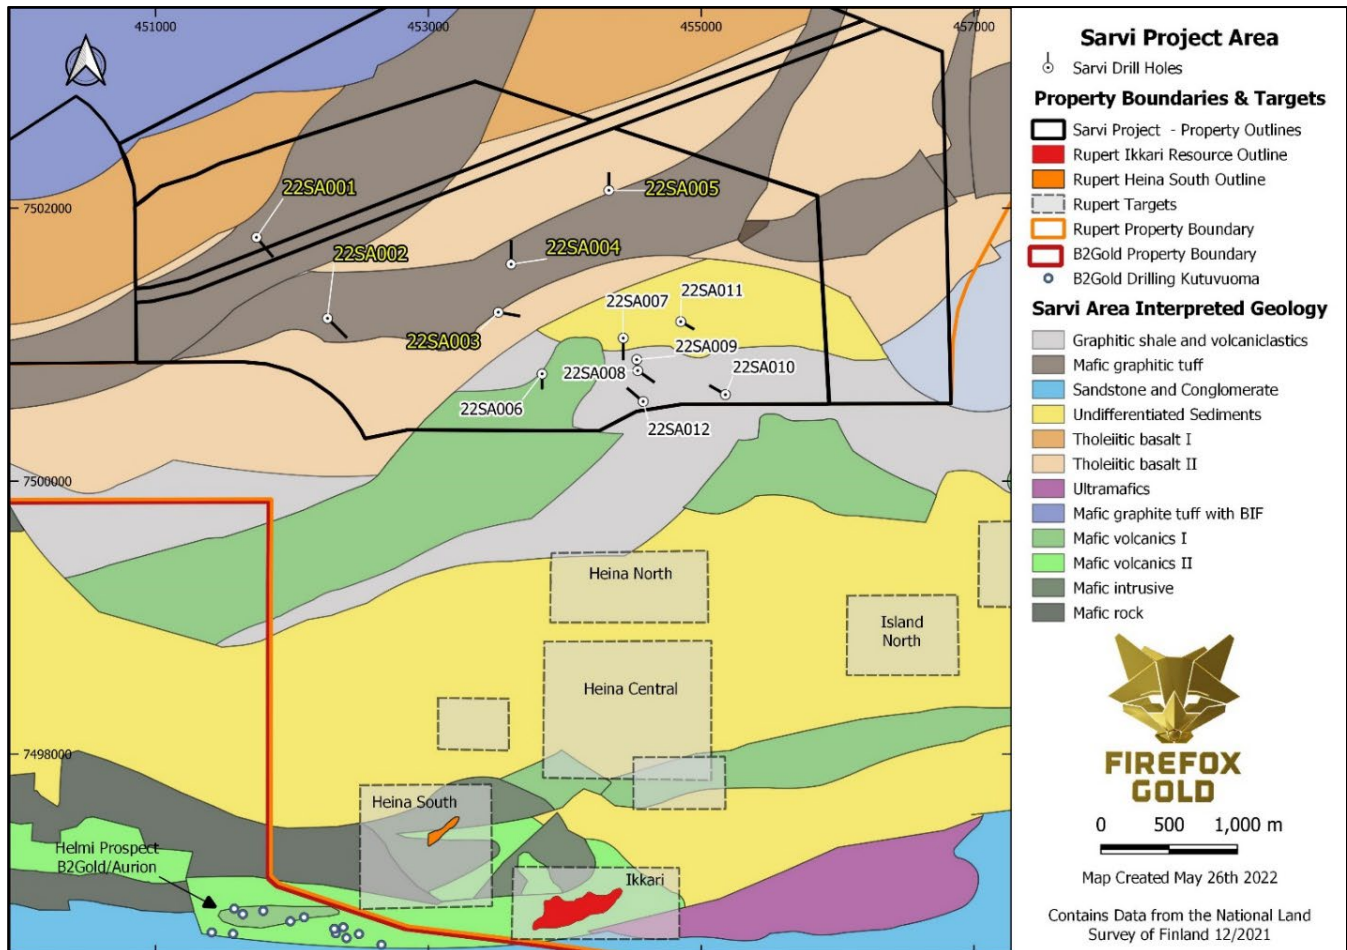 451000
453000
455000
457000
7502000
7500000
7498000
22SA001
22SA002
22SA005
22SA004
22SA003
22SA007
22SA011
22SA009
22SA008
22SA010
22SA006
22SA012
Heina North
Island
North
Heina Central
Heina South
Helmi Prospect
B2Gold/Aurion
Ikkari
Sarvi Project Area
Sarvi Drill Holes
Property Boundaries & Targets
Sarvi Project - Property Outlines
Rupert Ikkari Resource Outline
Rupert Heina South Outline
Rupert Targets
Rupert Property Boundary
B2Gold Property Boundary
B2Gold Drilling Kutuvuoma
Sarvi Area Interpreted Geology
Graphitic shale and volcaniclastics
Mafic graphitic tuff
Sandstone and Conglomerate
Undifferentiated Sediments
Tholeiitic basalt I
Tholeiitic basalt II
Ultramafics
Mafic graphite tuff with BIF
Mafic volcanics I
Mafic volcanics II
Mafic intrusive
Mafic rock
FIREFOX
GOLD
0 500 1,000 m
Map Created May 26th 2022
Contains Data from the National Land
Survey of Finland 12/2021